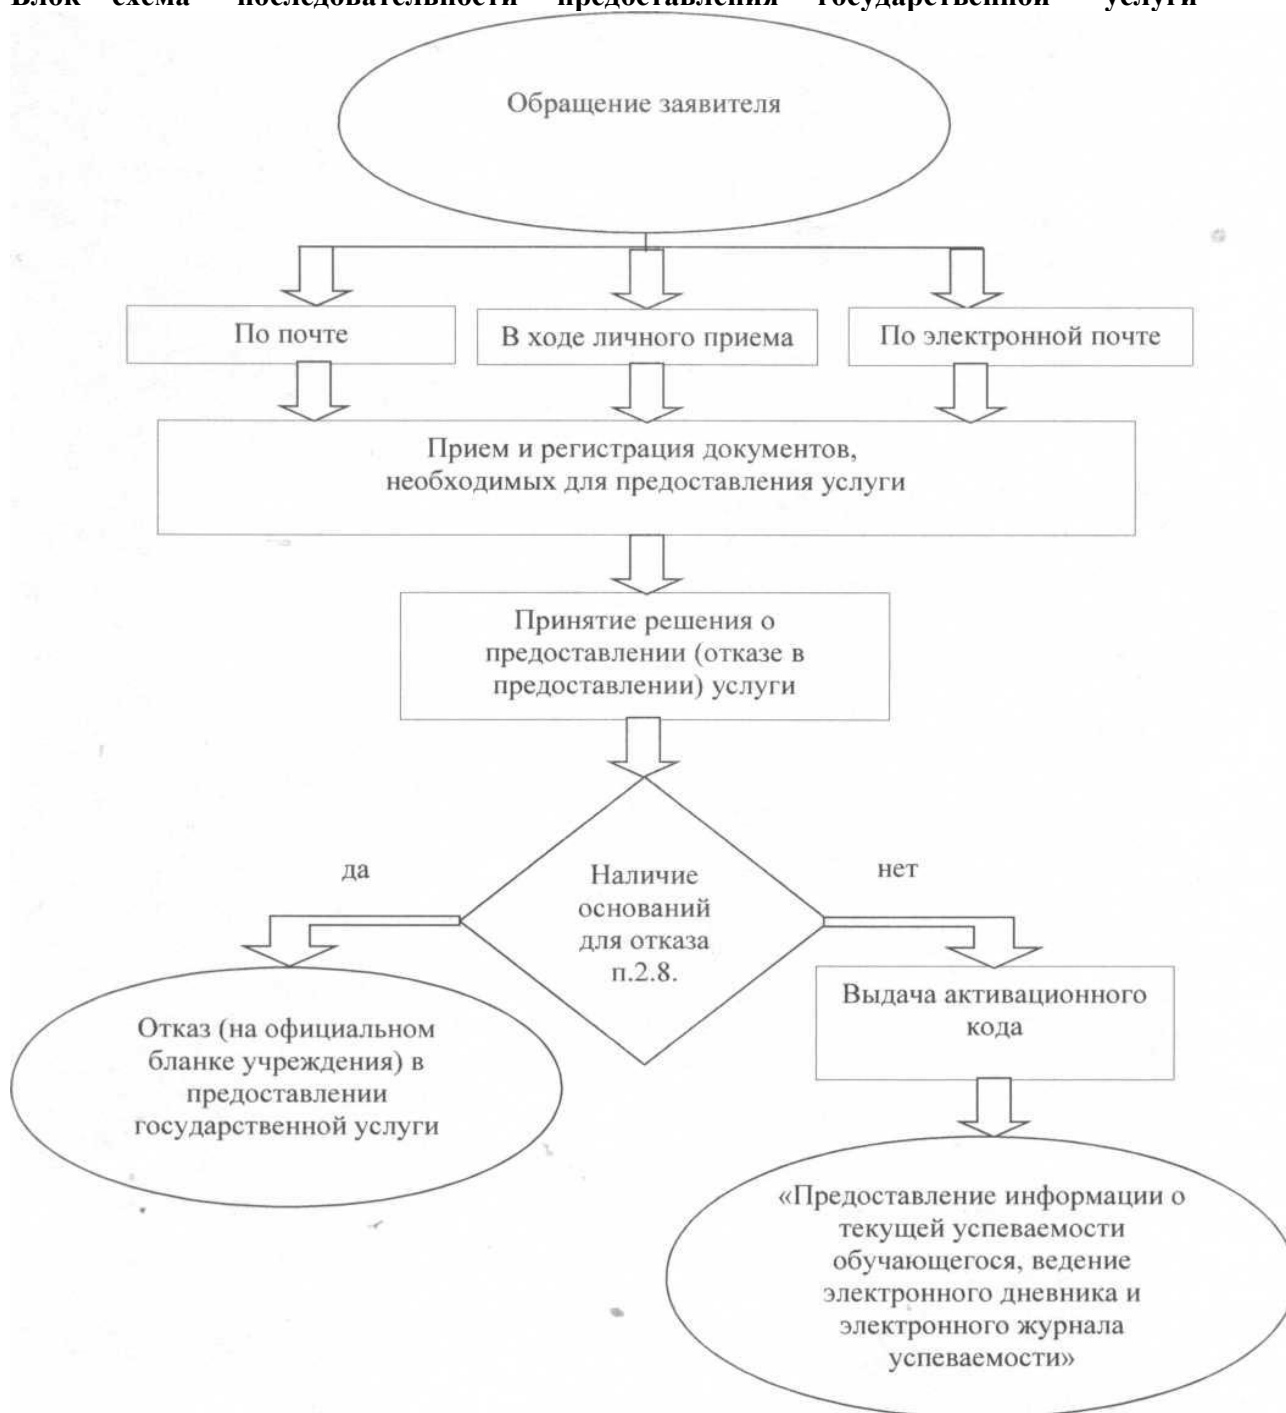 Блок схема последовательности предоставления государственной услуги
Обращение заявителя
По почте
В ходе личного приема
По электронной почте
Прием и регистрация документов,
необходимых для предоставления услуги
Принятие решения о
предоставлении (отказе в
предоставлении) услуги
да
нет
Наличие
оснований
для отказа
п.2.8.
Отказ (на официальном
бланке учреждения) в
предоставлении
государственной услуги
Выдача активационного
кода
«Предоставление информации о
текущей успеваемости
обучающегося, ведение
электронного дневника и
электронного журнала
успеваемости»